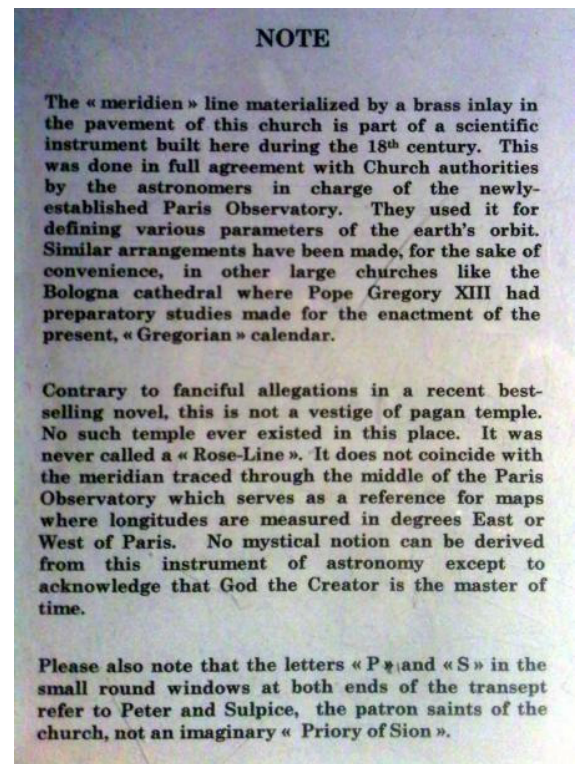 NOTE
The « meridien » line materialized by a brass inlay in
the pavement of this church is part of a scientific
instrument built here during the 18th century. This
was done in full agreement with Church authorities
by the astronomers in charge of the newly-
established Paris Observatory. They used it for
defining various parameters of the earth's orbit.
Similar arrangements have been made, for the sake of
convenience, in other large churches like the
Bologna cathedral where Pope Gregory XIII had
preparatory studies made for the enactment of the
present, « Gregorian » calendar.
Contrary to fanciful allegations in a recent best-
selling novel, this is not a vestige of pagan temple.
No such temple ever existed in this place. It was
never called a « Rose-Line ». It does not coincide with
the meridian traced through the middle of the Paris
Observatory which serves as a reference for maps
where longitudes are measured in degrees East or
West of Paris. No mystical notion can be derived
from this instrument of astronomy except to
acknowledge that God the Creator is the master of
time.
Please also note that the letters « P » and « S » in the
small round windows at both ends of the transept
refer to Peter and Sulpice, the patron saints of the
church, not an imaginary « Priory of Sion ».